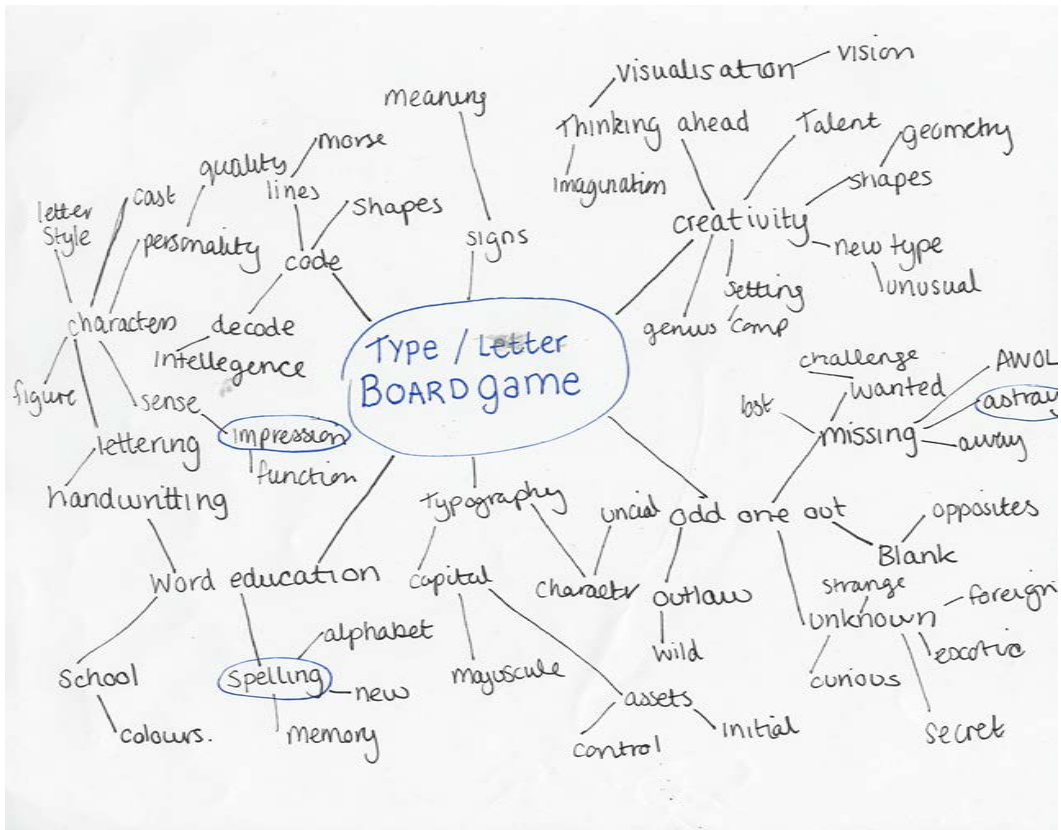 vision
visualisation
meaning
Thinking ahead
Talent
geometry
morse
quality
lines
imagination
shapes
cast
letter
style
shapes
personality
signs
creativity
code
new type
unusual
setting
comp
genius
characters
decode
Intellegence
TYPE / Letter
BOARD game
challenge
AWOL
wanted
astray
figure
sense
lost
missing
away
impression
lettering
function
handwritting
typography
uncial
odd one out
opposites
Blank
Word education
capital
character
outlaw
strange
foreign
unknown
alphabet
wild
exotic
school
spelling
new
majuscule
curious
assets
colours.
memory
control
initial
secret